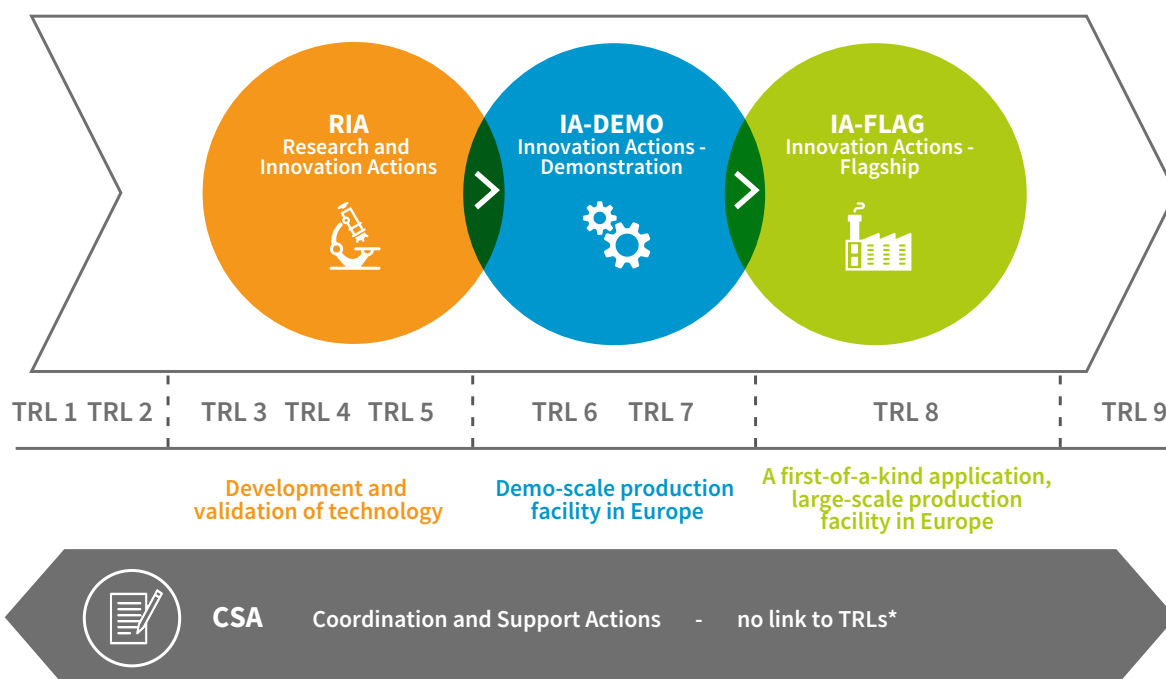 RIA
Research and
Innovation Actions
IA-DEMO
Innovation Actions -
Demonstration
IA-FLAG
Innovation Actions -
Flagship
TRL 1 TRL 2 TRL 3 TRL 4 TRL 5 TRL 6 TRL 7 TRL 8 TRL 9
Development and
validation of technology
Demo-scale production
facility in Europe
A first-of-a-kind application,
large-scale production
facility in Europe
CSA Coordination and Support Actions - no link to TRLs*